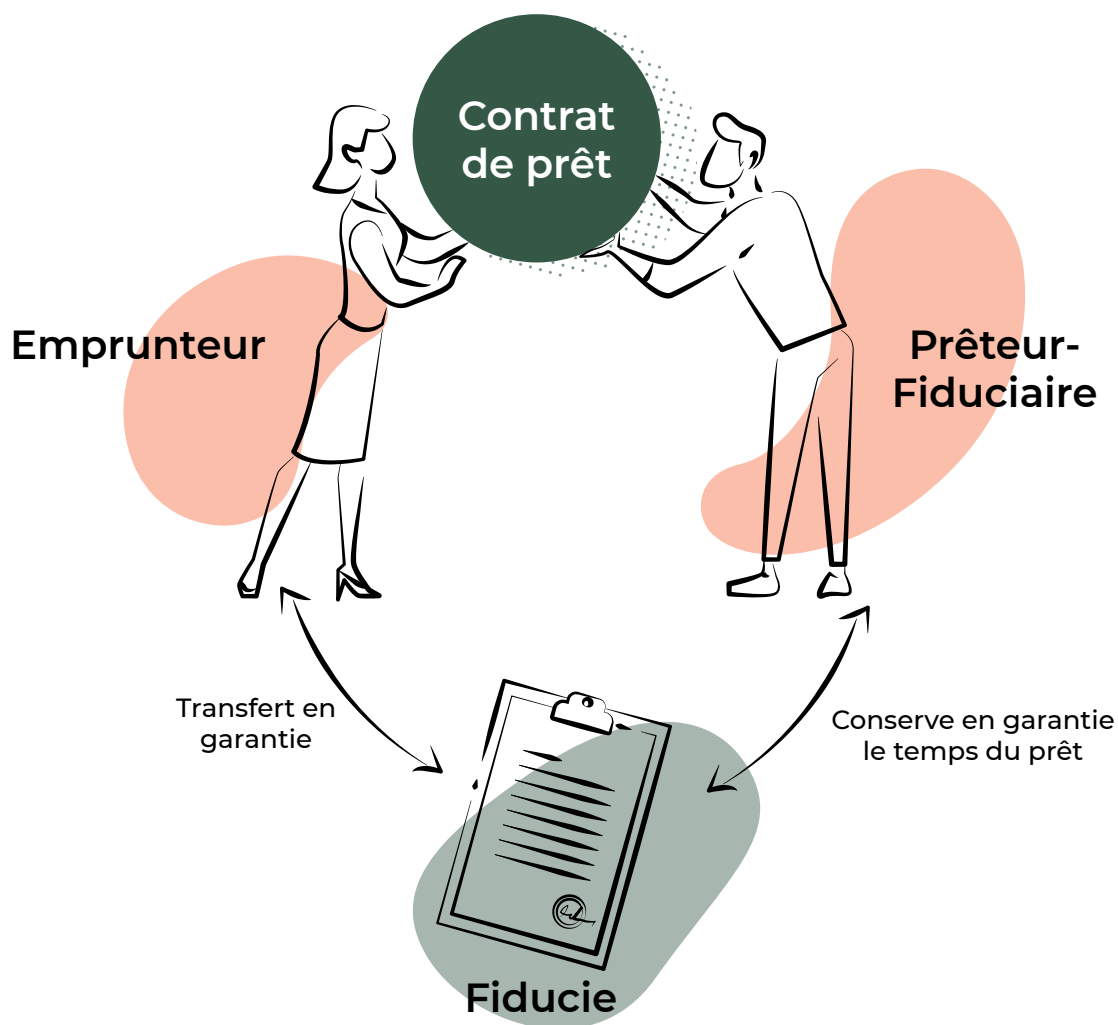 Contrat
de prêt
Emprunteur
Prêteur-
Fiduciaire
Transfert en
garantie
Conserve en garantie
le temps du prêt
Fiducie